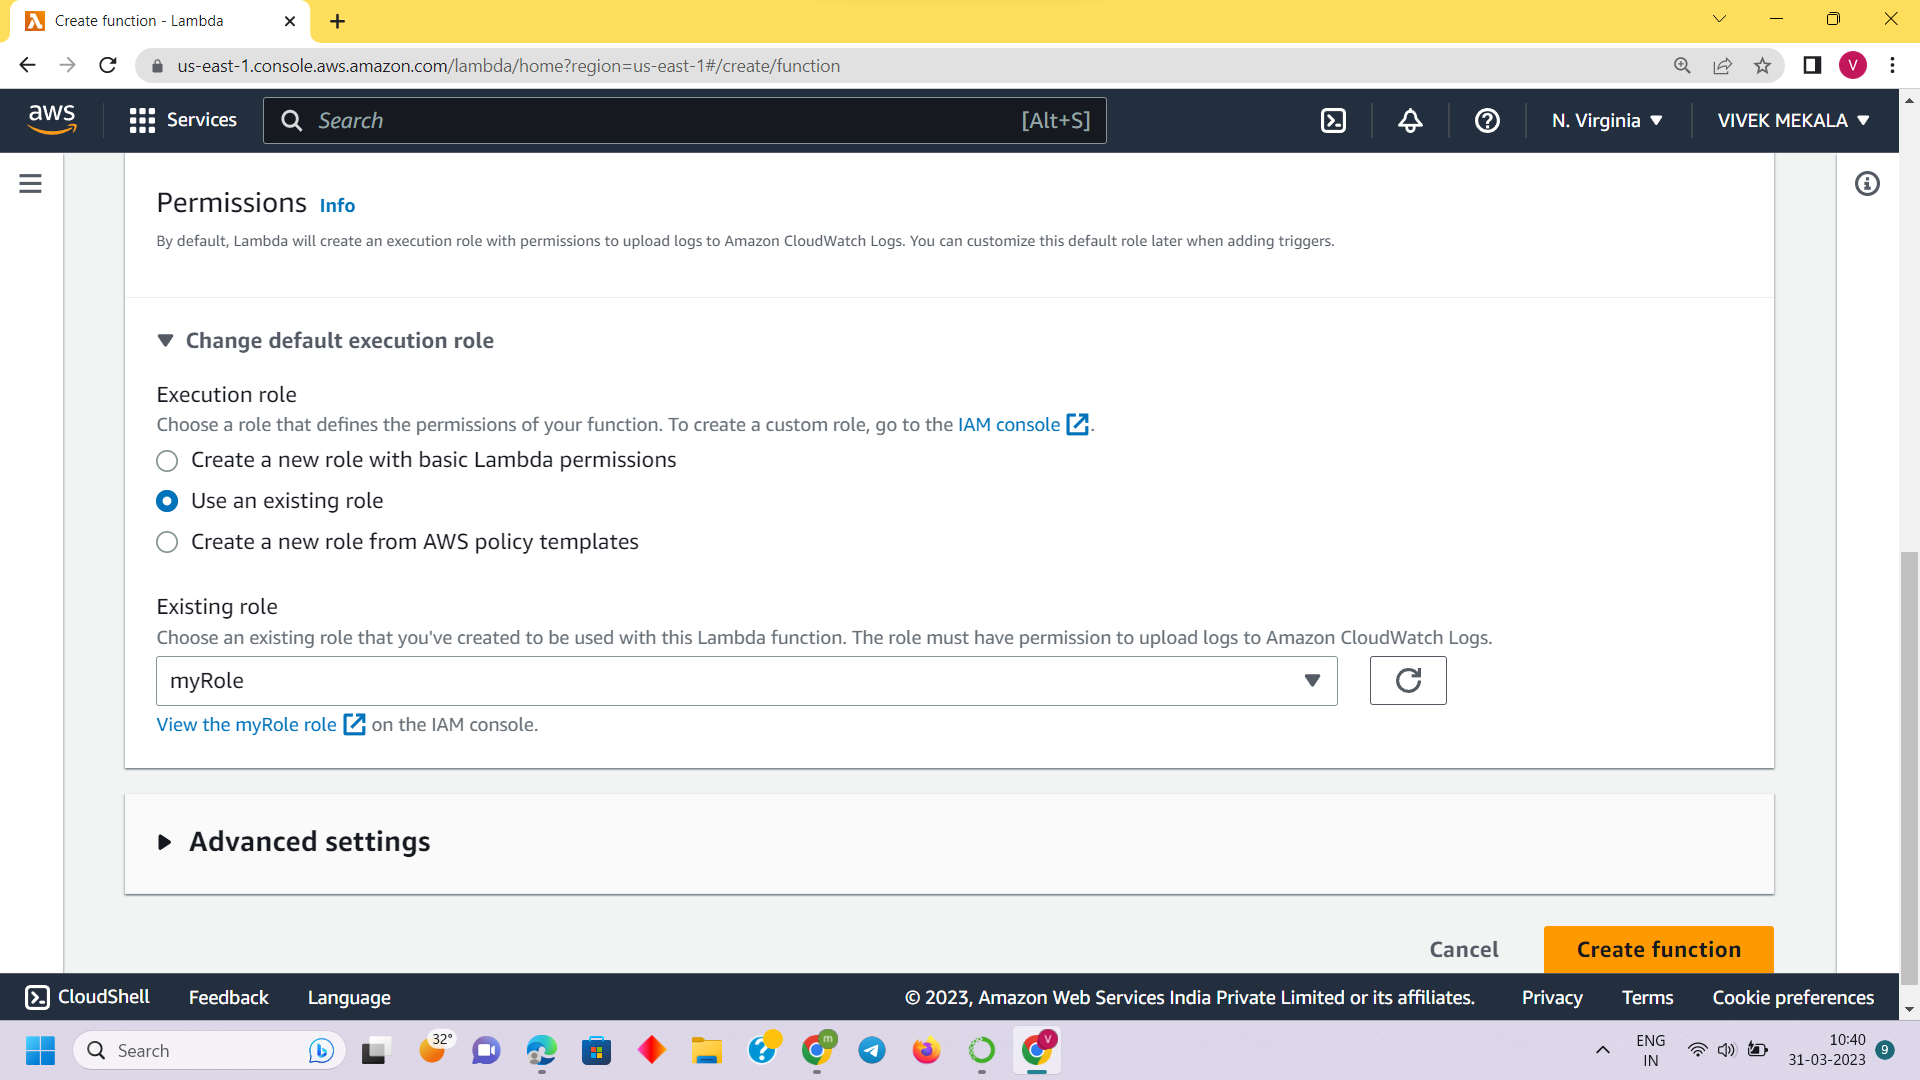 Create function - Lambda
us-east-1.console.aws.amazon.com/lambda/home?region=us-east-1#/create/function
V
aws
Services
Search
[Alt+S]
N. Virginia
VIVEK MEKALA
Permissions Info
By default, Lambda will create an execution role with permissions to upload logs to Amazon CloudWatch Logs. You can customize this default role later when adding triggers.
Change default execution role
Execution role
Choose a role that defines the permissions of your function. To create a custom role, go to the IAM console.
Create a new role with basic Lambda permissions
Use an existing role
Create a new role from AWS policy templates
Existing role
Choose an existing role that you've created to be used with this Lambda function. The role must have permission to upload logs to Amazon CloudWatch Logs.
myRole
View the myRole role on the IAM console.
Advanced settings
Cancel
Create function
CloudShell
Feedback
Language
© 2023, Amazon Web Services India Private Limited or its affiliates.
Privacy
Terms
Cookie preferences
Search
32°
m
V
ENG
IN
10:40
31-03-2023
9